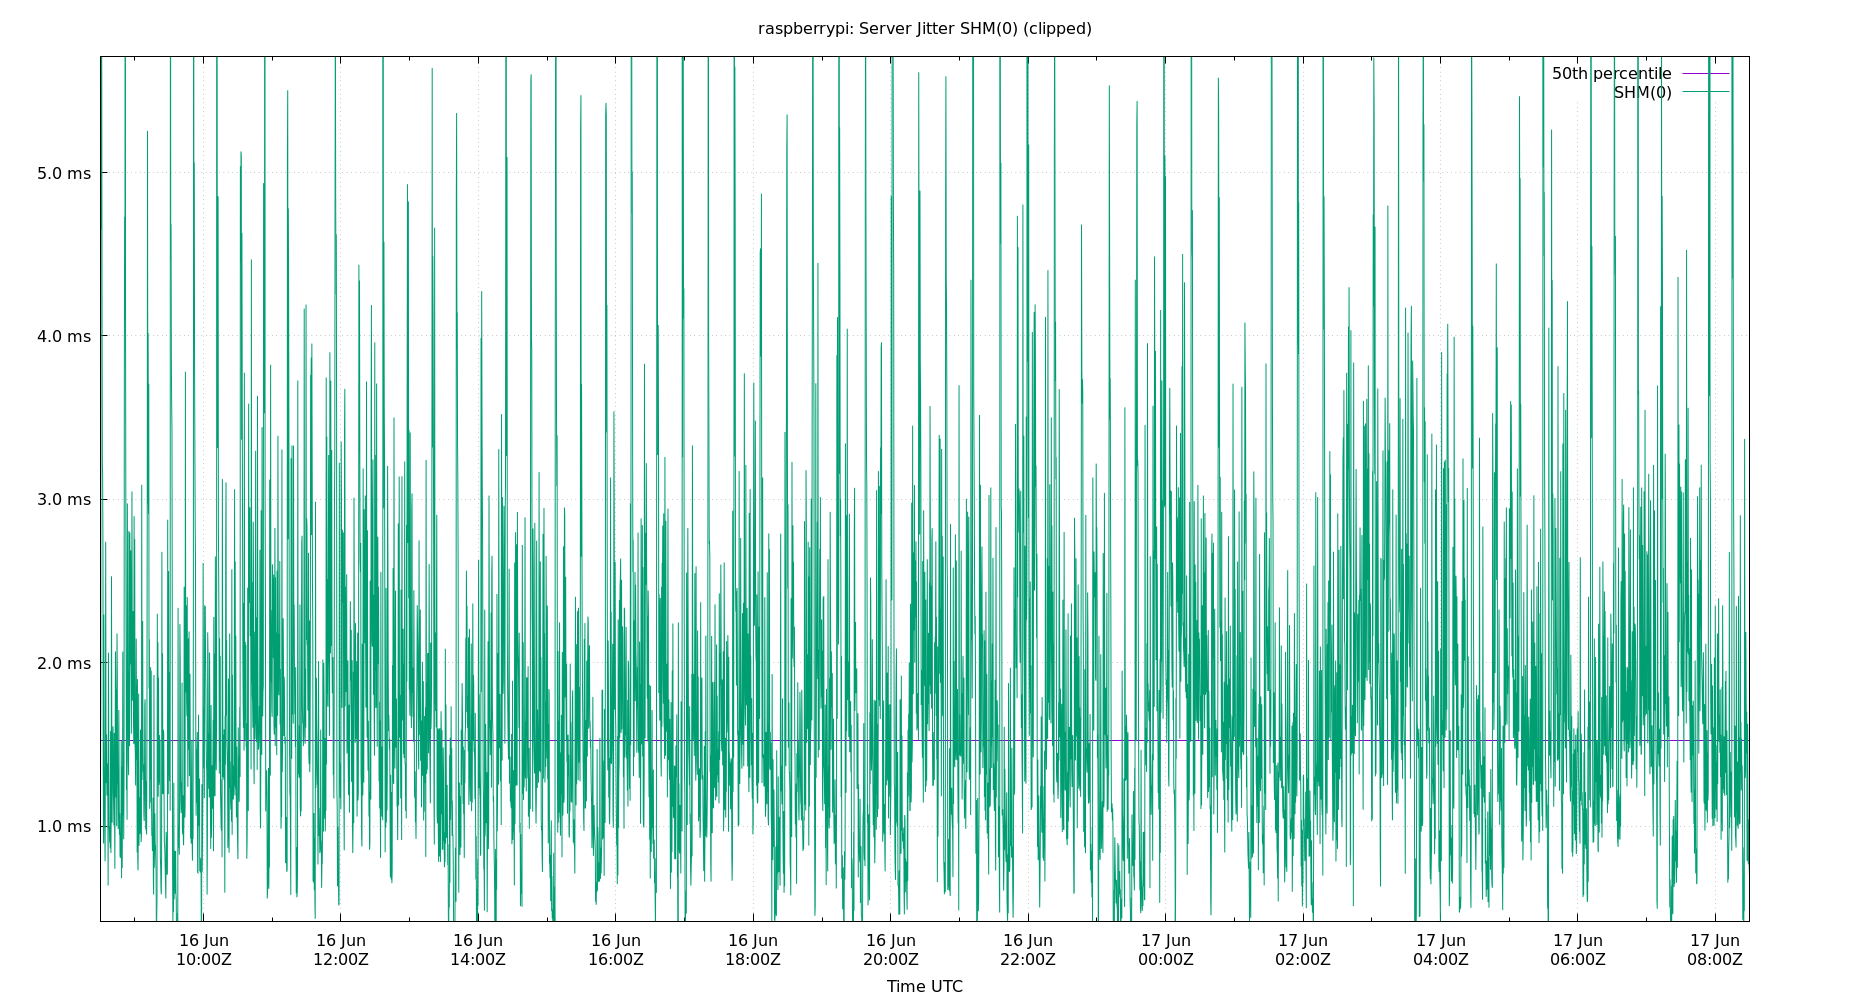 raspberrypi: Server Jitter SHM(0) (clipped)
50th percentile
SHM(0)
5.0 ms
4.0 ms
3.0 ms
2.0 ms
1.0 ms
16 Jun 16 Jun 16 Jun 16 Jun 16 Jun 16 Jun 16 Jun 17 Jun 17 Jun 17 Jun 17 Jun 17 Jun
10:00Z 12:00Z 14:00Z 16:00Z 18:00Z 20:00Z 22:00Z 00:00Z 02:00Z 04:00Z 06:00Z 08:00Z
Time UTC